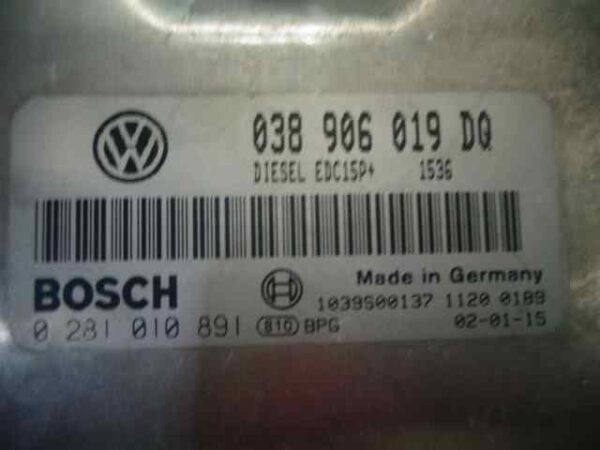 038 906 019 DQ
DIESEL EDC15P+ 1536
BOSCH
Made in Germany
1039S00137 1120 0189
0 281 010 891 810 BPG 02-01-15